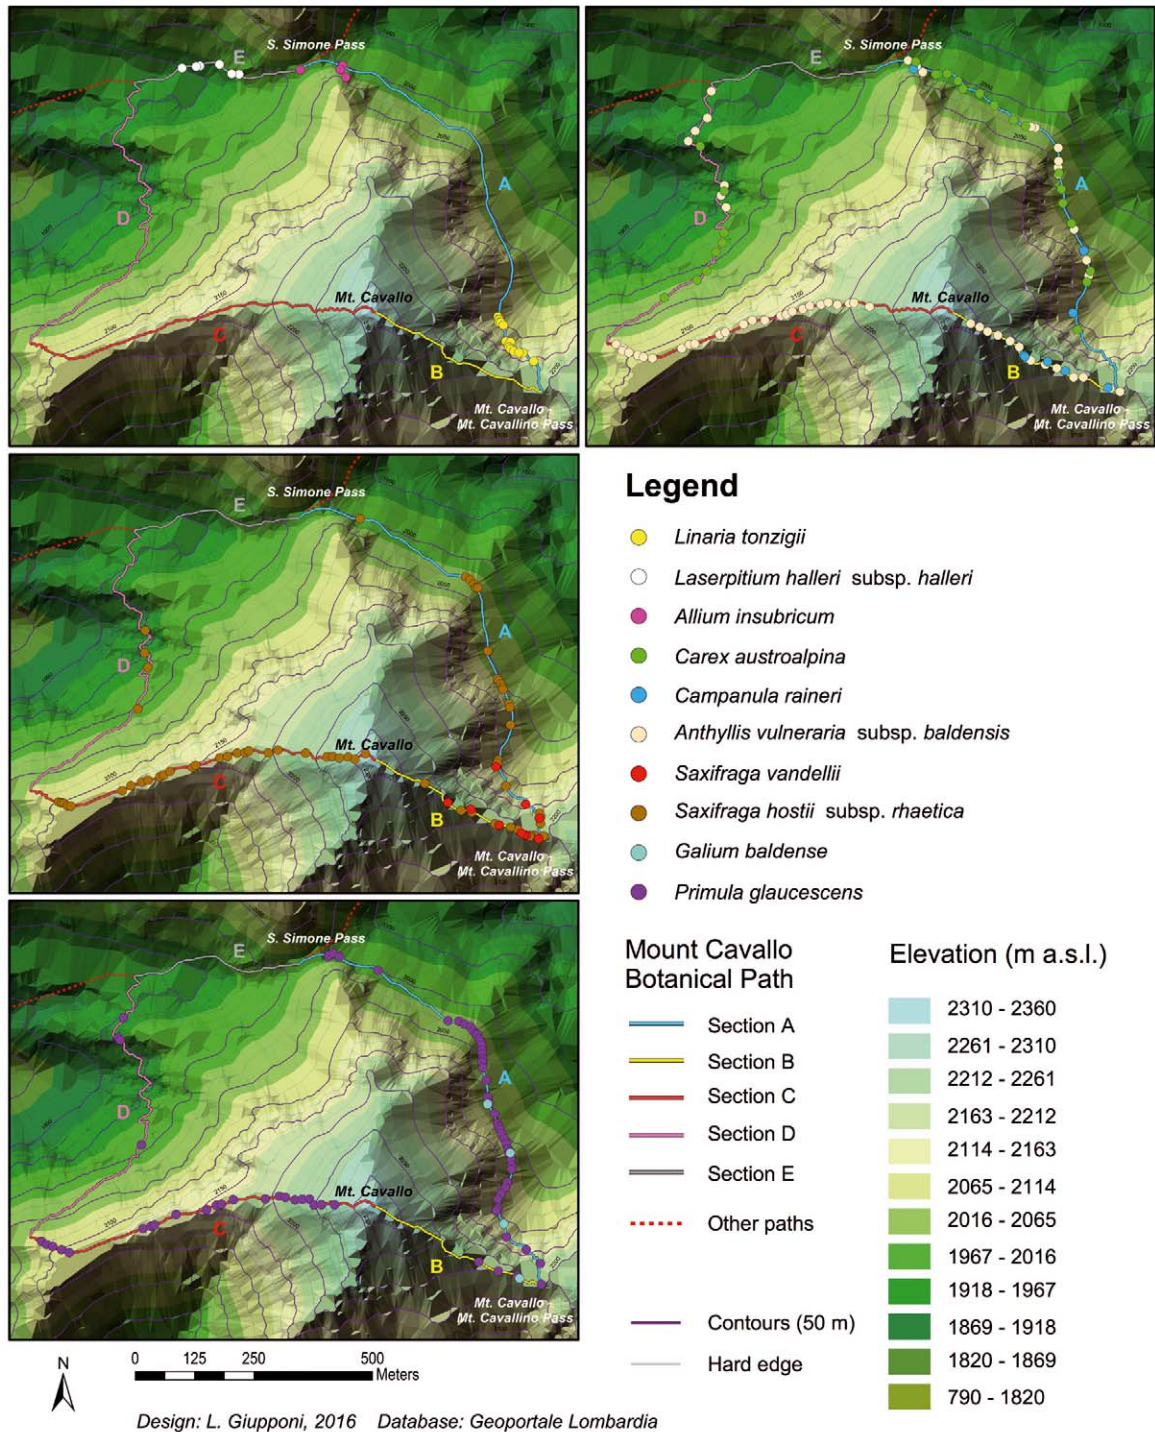 S. Simone Pass
E
A
D
Mt. Cavallo
C
B
Mt. Cavallo -
Mt. Cavallino Pass
S. Simone Pass
E
A
D
Mt. Cavallo
C
B
Mt. Cavallo -
Mt. Cavallino Pass
S. Simone Pass
E
A
D
Mt. Cavallo
C
B
Mt. Cavallo -
Mt. Cavallino Pass
Legend
Linaria tonzigii
Laserpitium halleri subsp. halleri
Allium insubricum
Carex austroalpina
Campanula raineri
Anthyllis vulneraria subsp. baldensis
Saxifraga vandellii
Saxifraga hostii subsp. rhaetica
Galium baldense
Primula glaucescens
S. Simone Pass
E
A
D
Mt. Cavallo
C
B
Mt. Cavallo -
Mt. Cavallino Pass
Mount Cavallo
Botanical Path
Section A
Section B
Section C
Section D
Section E
Other paths
Contours (50 m)
Hard edge
Elevation (m a.s.l.)
2310 - 2360
2261 - 2310
2212 - 2261
2163 - 2212
2114 - 2163
2065 - 2114
2016 - 2065
1967 - 2016
1918 - 1967
1869 - 1918
1820 - 1869
790 - 1820
N
0 125 250 500
Meters
Design: L. Giupponi, 2016 Database: Geoportale Lombardia